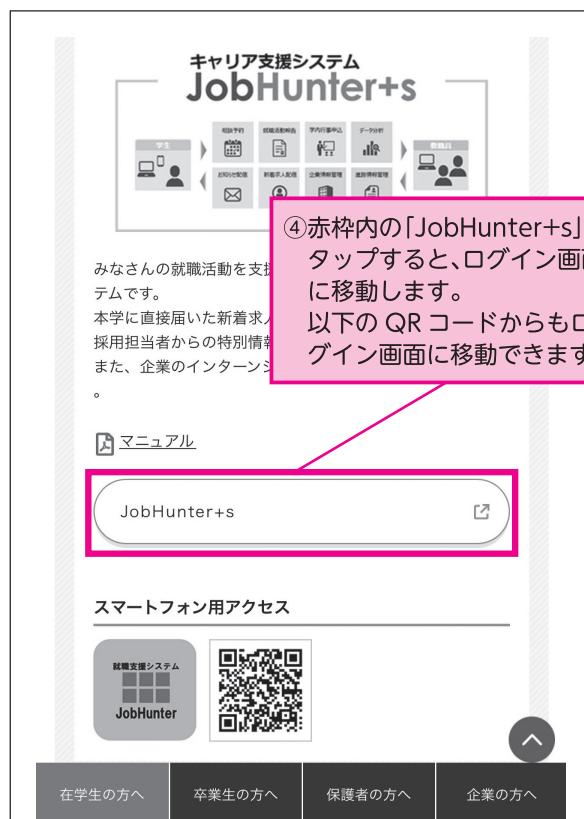 キャリア支援システム
JobHunter+s
相談予約
就職活動報告
学内行事申込
データ分析
学生
教職員
お知らせ配信
新着求人配信
企業情報管理
進路情報管理
④赤枠内の「JobHunter+s」
タップすると、ログイン画
に移動します。
以下の QR コードからもロ
グイン画面に移動できます
みなさんの就職活動を支
テムです。
本学に直接届いた新着求
採用担当者からの特別情
また、企業のインターン
。
マニュアル
JobHunter+s
スマートフォン用アクセス
就職支援システム
JobHunter
在学生の方へ
卒業生の方へ
保護者の方へ
企業の方へ